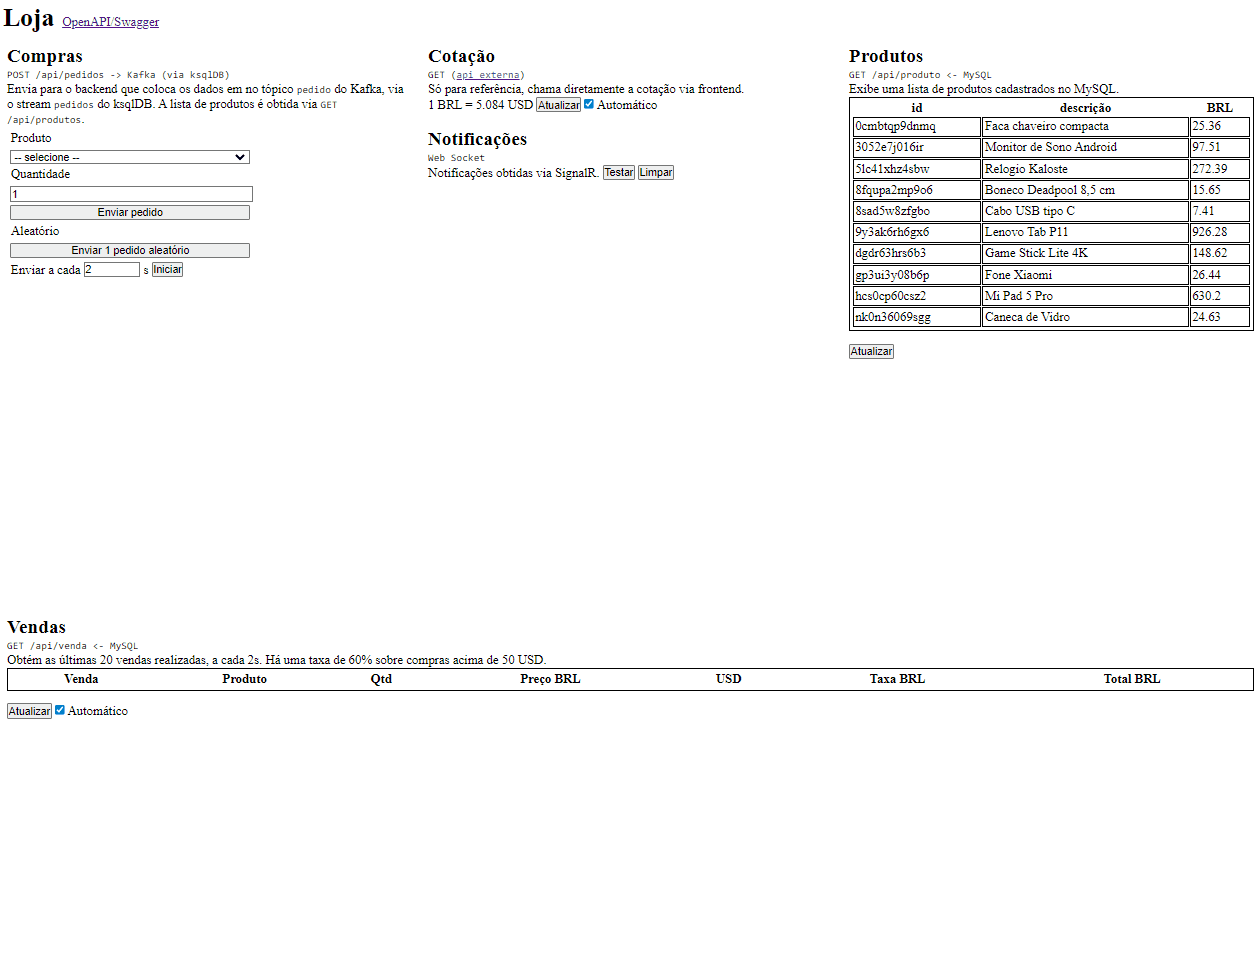 Loja OpenAPI/Swagger
Compras
POST /api/pedidos -> Kafka (via ksqlDB)
Envia para o backend que coloca os dados em no tópico pedido do Kafka, via
o stream pedidos do ksqlDB. A lista de produtos é obtida via GET
/api/produtos.
Produto
-- selecione --
Quantidade
1
Enviar pedido
Aleatório
Enviar 1 pedido aleatório
Enviar a cada 2 s Iniciar
Cotação
GET (api externa)
Só para referência, chama diretamente a cotação via frontend.
1 BRL = 5.084 USD Atualizar Automático
Notificações
Web Socket
Notificações obtidas via SignalR. Testar Limpar
Produtos
GET /api/produto <- MySQL
Exibe uma lista de produtos cadastrados no MySQL.
id descrição BRL
0cmbtqp9dnmq Faca chaveiro compacta 25.36
3052e7j016ir Monitor de Sono Android 97.51
5lc41xhz4sbw Relogio Kaloste 272.39
8fqupa2mp9o6 Boneco Deadpool 8,5 cm 15.65
8sad5w8zfgbo Cabo USB tipo C 7.41
9y3ak6rh6gx6 Lenovo Tab P11 926.28
dgdr63hrs6b3 Game Stick Lite 4K 148.62
gp3ui3y08b6p Fone Xiaomi 26.44
hcs0cp60csz2 Mi Pad 5 Pro 630.2
nk0n36069sgg Caneca de Vidro 24.63
Atualizar
Vendas
GET /api/venda <- MySQL
Obtém as últimas 20 vendas realizadas, a cada 2s. Há uma taxa de 60% sobre compras acima de 50 USD.
Venda Produto Qtd Preço BRL USD Taxa BRL Total BRL
Atualizar Automático